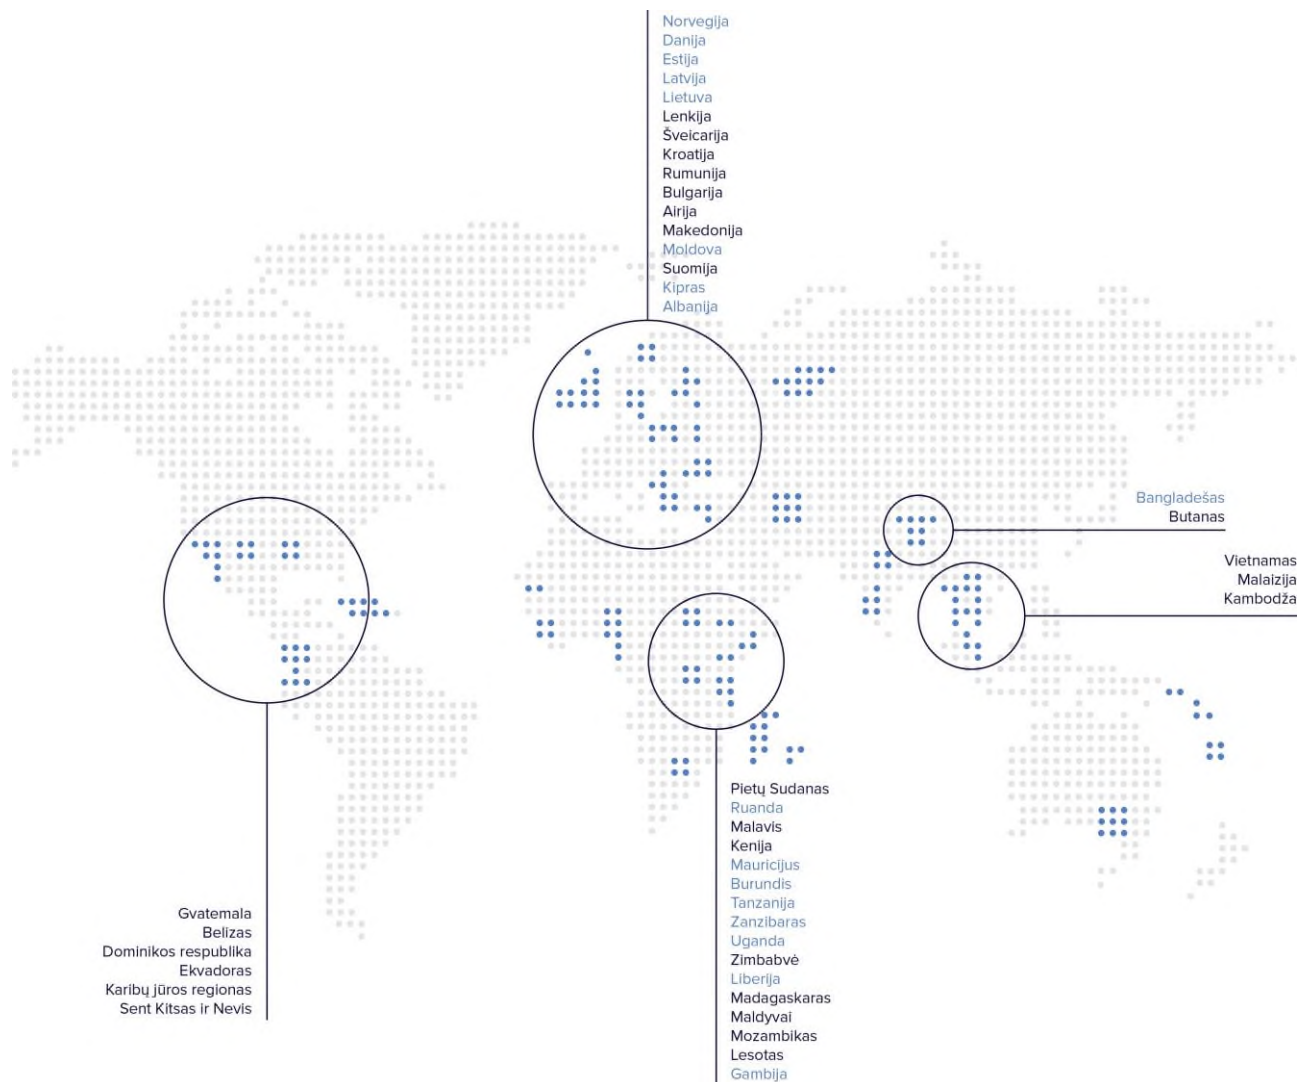 Norvegija
Danija
Estija
Latvija
Lietuva
Lenkija
Šveicarija
Kroatija
Rumunija
Bulgarija
Airija
Makedonija
Moldova
Suomija
Kipras
Albanija
Bangladešas
Butanas
Vietnamas
Malaizija
Kambodža
Pietų Sudanas
Ruanda
Malavis
Kenija
Mauricijus
Burundis
Tanzanija
Zanzibaras
Uganda
Zimbabvė
Liberija
Madagaskaras
Maldyvai
Mozambikas
Lesotas
Gambija
Gvatemala
Belizas
Dominikos respublika
Ekvadoras
Karibų jūros regionas
Sent Kitsas ir Nevis